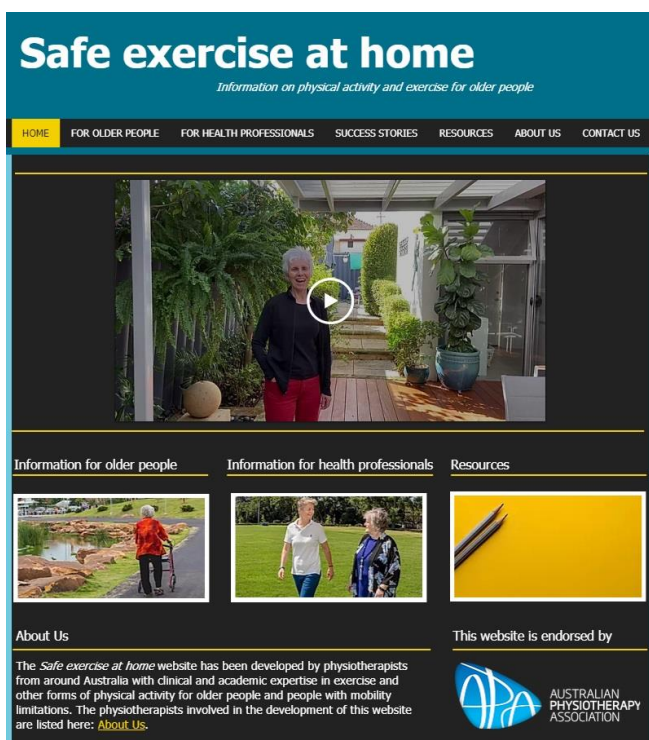 Safe exercise at home
Information on physical activity and exercise for older people
HOME FOR OLDER PEOPLE FOR HEALTH PROFESSIONALS SUCCESS STORIES RESOURCES ABOUT US CONTACT US
Information for older people
Information for health professionals
Resources
About Us
The Safe exercise at home website has been developed by physiotherapists
from around Australia with clinical and academic expertise in exercise and
other forms of physical activity for older people and people with mobility
limitations. The physiotherapists involved in the development of this website
are listed here: About Us.
This website is endorsed by
APA
AUSTRALIAN
PHYSIOTHERAPY
ASSOCIATION